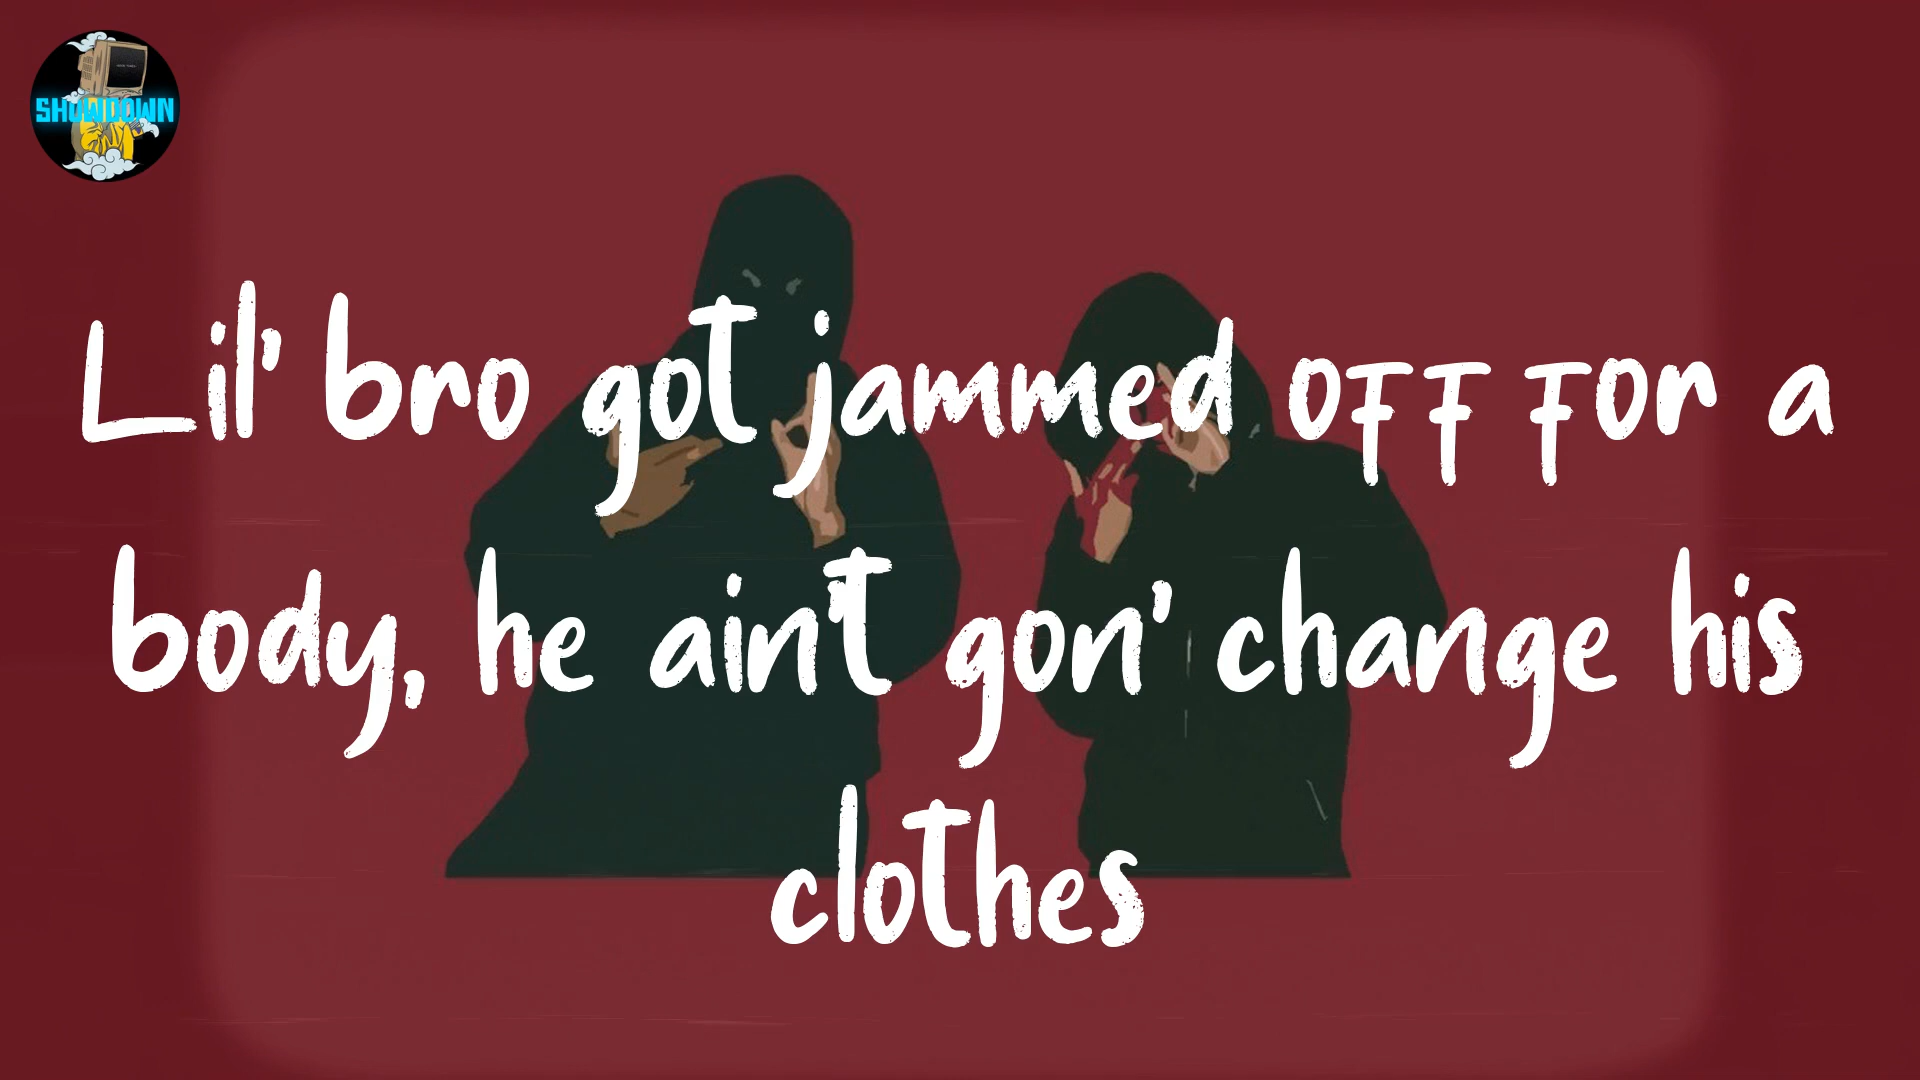 SHOWDOWN
Lil' bro got jammed off for a
body, he ain't gon' change his
clothes